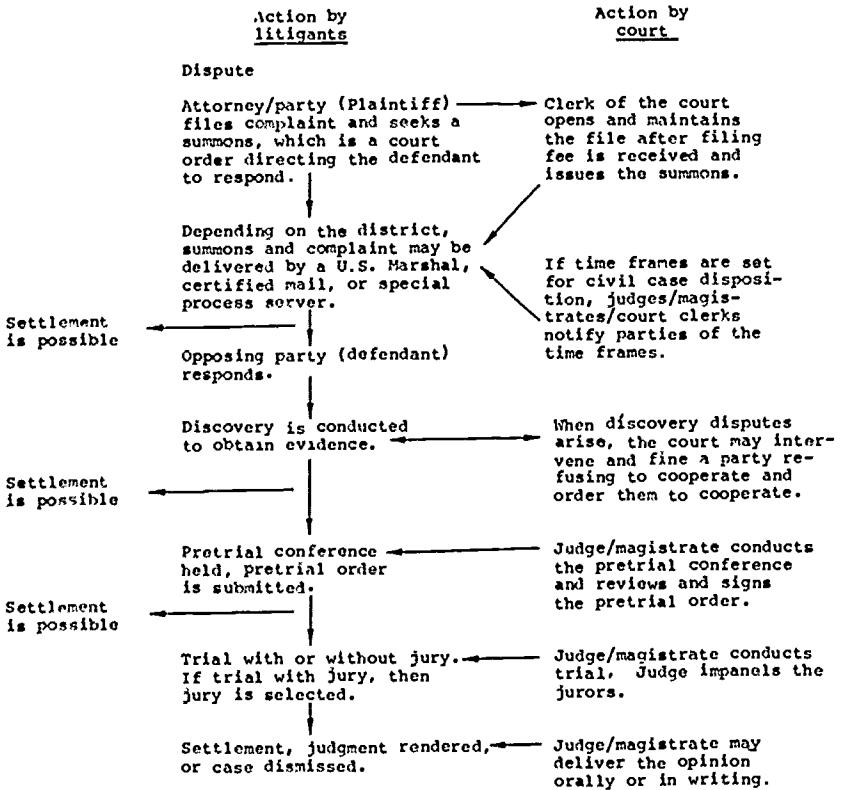 Action by
litigants
Action by
court
Dispute
Attorney/party (Plaintiff)
files complaint and seeks a
summons, which is a court
order directing the defendant
to respond.
Clerk of the court
opens and maintains
the file after filing
fee is received and
issues the summons.
Depending on the district,
summons and complaint may be
delivered by a U.S. Marshal,
certified mail, or special
process server.
If time frames are set
for civil case disposi-
tion, judges/magis-
trates/court clerks
notify parties of the
time frames.
Settlement
is possible
Opposing party (defendant)
responds.
Discovery is conducted
to obtain evidence.
When discovery disputes
arise, the court may inter-
vene and fine a party re-
fusing to cooperate and
order them to cooperate.
Settlement
is possible
Pretrial conference
held, pretrial order
is submitted.
Judge/magistrate conducts
the pretrial conference
and reviews and signs
the pretrial order.
Settlement
is possible
Trial with or without jury.
If trial with jury, then
jury is selected.
Judge/magistrate conducts
trial. Judge impanels the
jurors.
Settlement, judgment rendered,
or case dismissed.
Judge/magistrate may
deliver the opinion
orally or in writing.